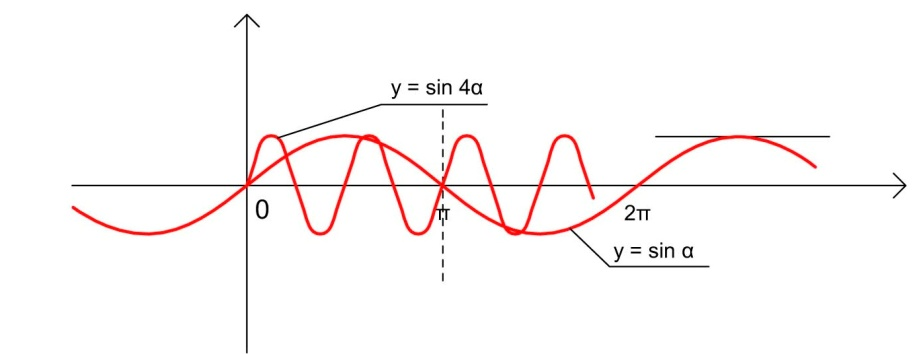 y = sin 4α
0
π
2π
y = sin α